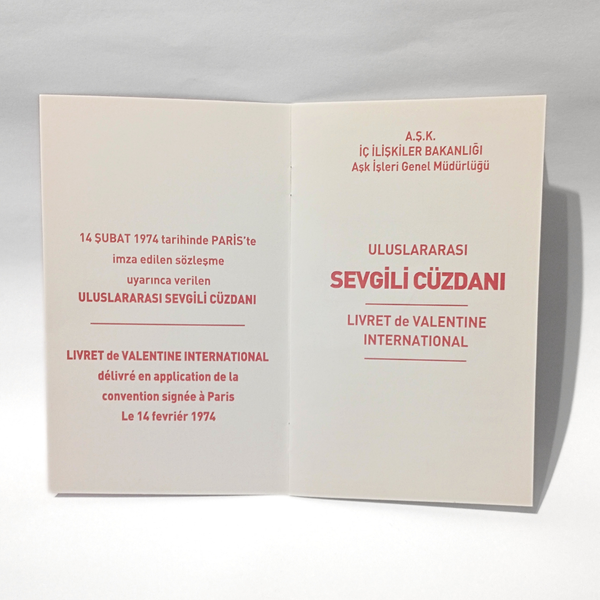 14 ŞUBAT 1974 tarihinde PARİS'te
imza edilen sözleşme
uyarınca verilen
ULUSLARARASI SEVGİLİ CÜZDANI
LIVRET de VALENTINE INTERNATIONAL
délivré en application de la
convention signée à Paris
Le 14 fevriér 1974
A.Ş.K.
İÇ İLİŞKİLER BAKANLIĞI
Aşk İşleri Genel Müdürlüğü
ULUSLARARASI
SEVGİLİ CÜZDANI
LIVRET de VALENTINE
INTERNATIONAL